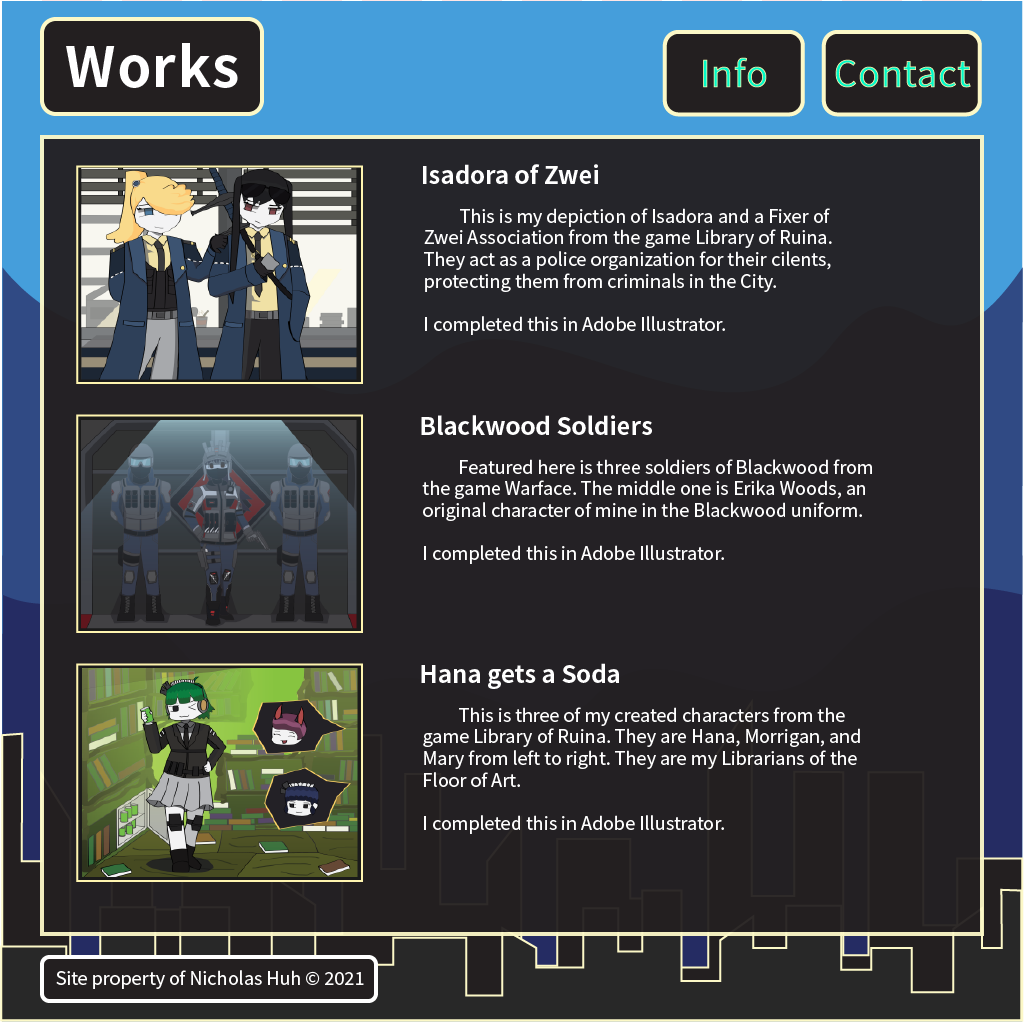 Works
Info
Contact
Isadora of Zwei
This is my depiction of Isadora and a Fixer of
Zwei Association from the game Library of Ruina.
They act as a police organization for their cilents,
protecting them from criminals in the City.
I completed this in Adobe Illustrator.
Blackwood Soldiers
Featured here is three soldiers of Blackwood from
the game Warface. The middle one is Erika Woods, an
original character of mine in the Blackwood uniform.
I completed this in Adobe Illustrator.
Hana gets a Soda
This is three of my created characters from the
game Library of Ruina. They are Hana, Morrigan, and
Mary from left to right. They are my Librarians of the
Floor of Art.
I completed this in Adobe Illustrator.
Site property of Nicholas Huh © 2021